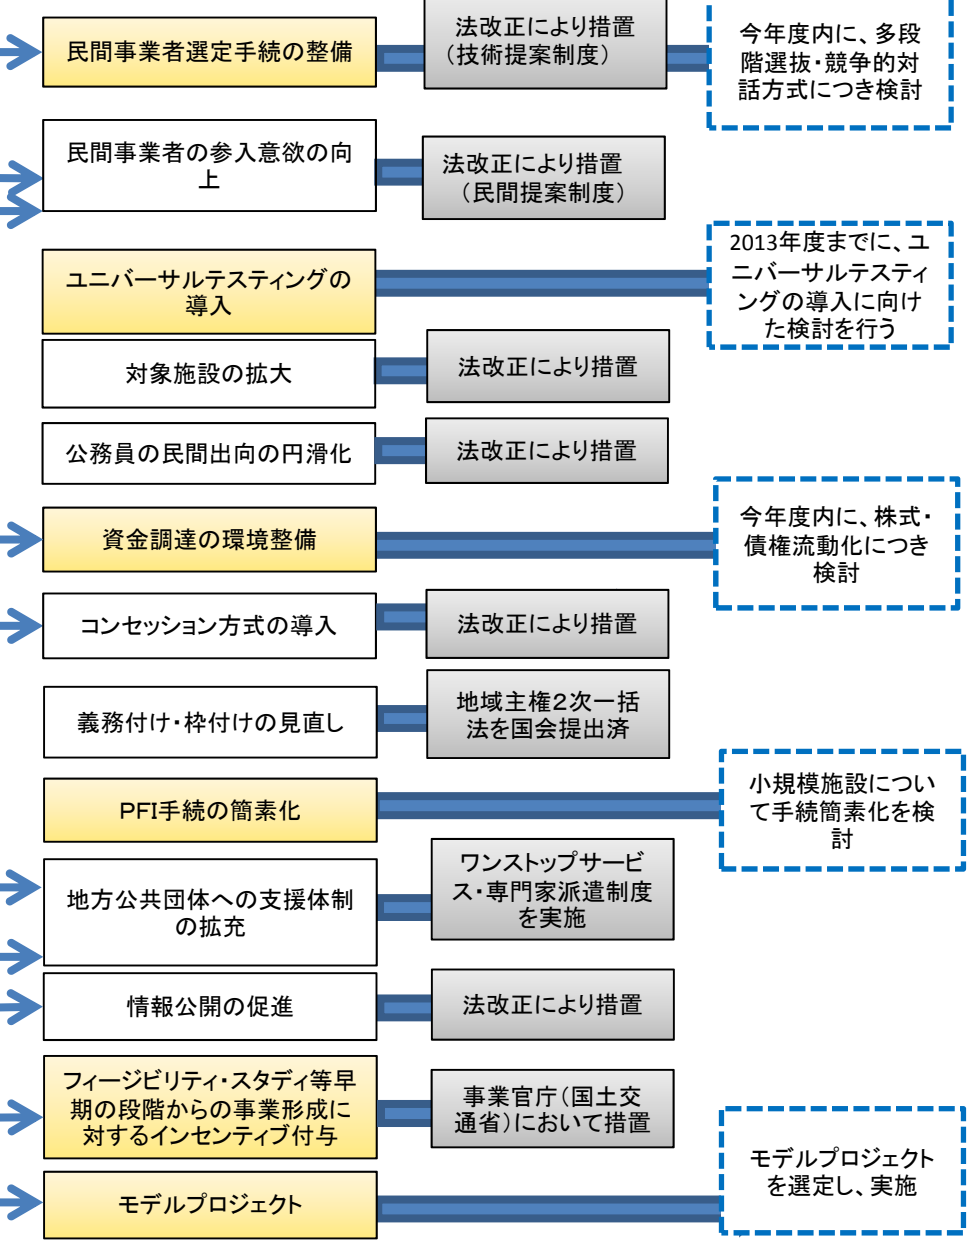 民間事業者選定手続の整備
法改正により措置
（技術提案制度）
今年度内に、多段
階選抜・競争的対
話方式につき検討
民間事業者の参入意欲の向
上
法改正により措置
（民間提案制度）
ユニバーサルテスティングの
導入
2013年度までに、ユ
ニバーサルテスティ
ングの導入に向け
た検討を行う
対象施設の拡大
法改正により措置
公務員の民間出向の円滑化
法改正により措置
資金調達の環境整備
今年度内に、株式・
債権流動化につき
検討
コンセッション方式の導入
法改正により措置
義務付け・枠付けの見直し
地域主権２次一括
法を国会提出済
PFI手続の簡素化
小規模施設につい
て手続簡素化を検
討
地方公共団体への支援体制
の拡充
ワンストップサービ
ス・専門家派遣制度
を実施
情報公開の促進
法改正により措置
フィージビリティ・スタディ等早
期の段階からの事業形成に
対するインセンティブ付与
事業官庁（国土交
通省）において措置
モデルプロジェクト
モデルプロジェクト
を選定し、実施